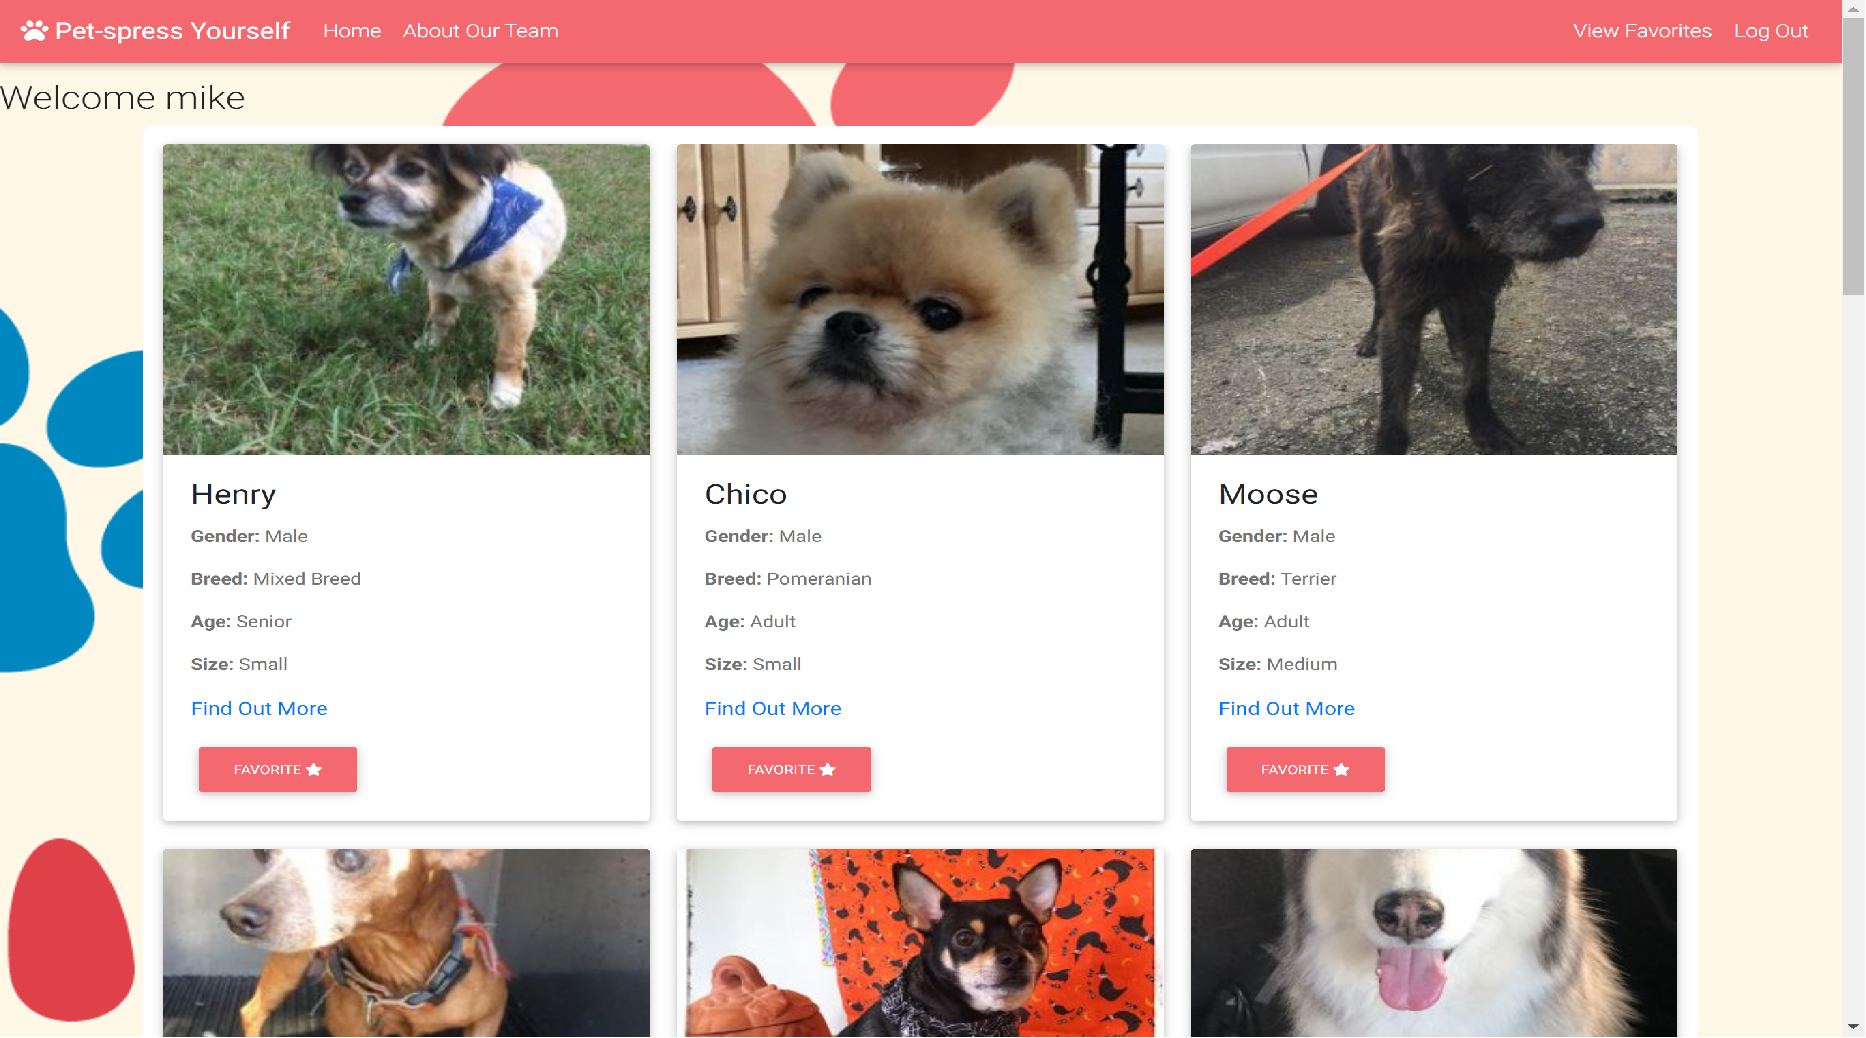 Pet-spress Yourself
Home
About Our Team
View Favorites
Log Out
Welcome mike
Henry
Gender: Male
Breed: Mixed Breed
Age: Senior
Size: Small
Find Out More
FAVORITE
Chico
Gender: Male
Breed: Pomeranian
Age: Adult
Size: Small
Find Out More
FAVORITE
Moose
Gender: Male
Breed: Terrier
Age: Adult
Size: Medium
Find Out More
FAVORITE